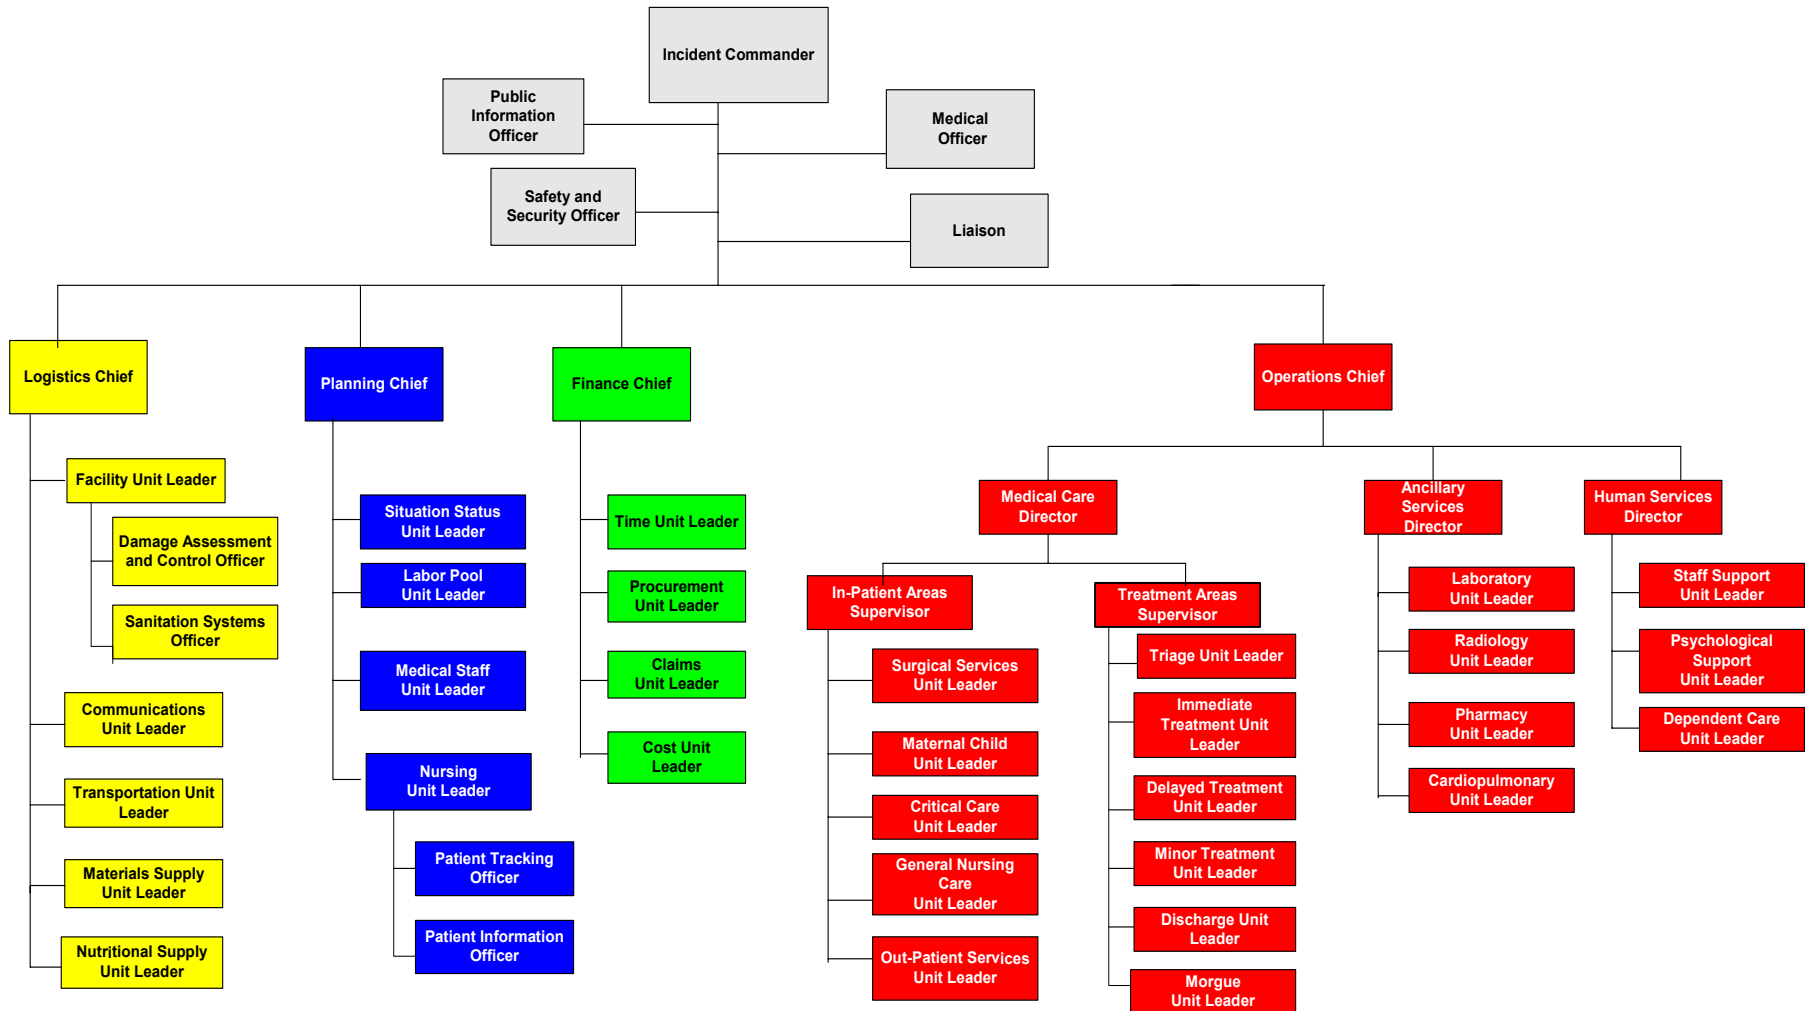 Incident Commander
Public
Information
Officer
Medical
Officer
Safety and
Security Officer
Liaison
Logistics Chief
Planning Chief
Finance Chief
Operations Chief
Facility Unit Leader
Damage Assessment
and Control Officer
Sanitation Systems
Officer
Communications
Unit Leader
Transportation Unit
Leader
Materials Supply
Unit Leader
Nutritional Supply
Unit Leader
Situation Status
Unit Leader
Labor Pool
Unit Leader
Medical Staff
Unit Leader
Nursing
Unit Leader
Patient Tracking
Officer
Patient Information
Officer
Time Unit Leader
Procurement
Unit Leader
Claims
Unit Leader
Cost Unit
Leader
Medical Care
Director
Ancillary
Services
Director
Human Services
Director
In-Patient Areas
Supervisor
Surgical Services
Unit Leader
Maternal Child
Unit Leader
Critical Care
Unit Leader
General Nursing
Care
Unit Leader
Out-Patient Services
Unit Leader
Treatment Areas
Supervisor
Triage Unit Leader
Immediate
Treatment Unit
Leader
Delayed Treatment
Unit Leader
Minor Treatment
Unit Leader
Discharge Unit
Leader
Morgue
Unit Leader
Laboratory
Unit Leader
Radiology
Unit Leader
Pharmacy
Unit Leader
Cardiopulmonary
Unit Leader
Staff Support
Unit Leader
Psychological
Support
Unit Leader
Dependent Care
Unit Leader